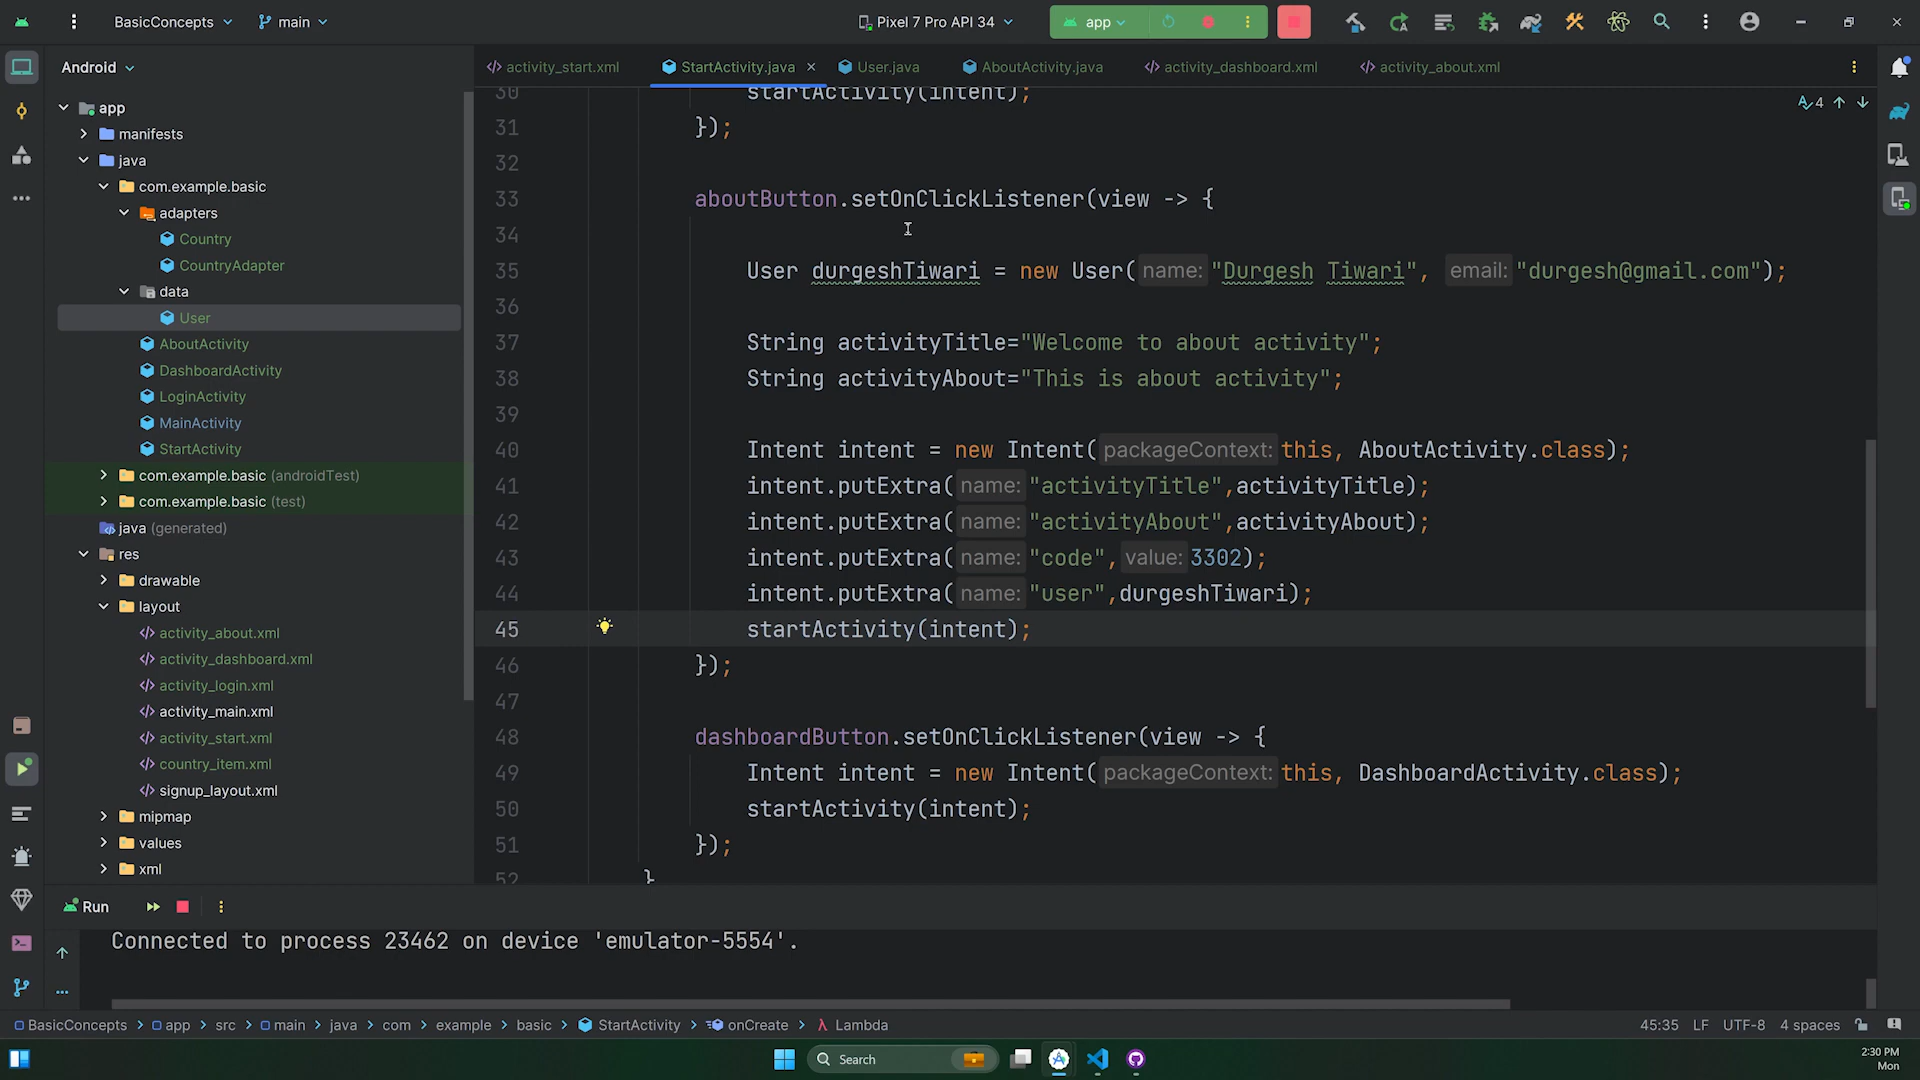 BasicConcepts
main
Pixel 7 Pro API 34
app
Android
activity_start.xml
StartActivity.java
User.java
AboutActivity.java
activity_dashboard.xml
activity_about.xml
app
manifests
java
com.example.basic
adapters
Country
CountryAdapter
data
User
AboutActivity
DashboardActivity
LoginActivity
MainActivity
StartActivity
com.example.basic (androidTest)
com.example.basic (test)
java (generated)
res
drawable
layout
activity_about.xml
activity_dashboard.xml
activity_login.xml
activity_main.xml
activity_start.xml
country_item.xml
signup_layout.xml
mipmap
values
xml
4
30 startActivity(intent);
31 });
32
33 aboutButton.setOnClickListener(view -> {
34
35 User durgeshTiwari = new User( name: "Durgesh Tiwari", email: "durgesh@gmail.com");
36
37 String activityTitle="Welcome to about activity";
38 String activityAbout="This is about activity";
39
40 Intent intent = new Intent( packageContext: this, AboutActivity.class);
41 intent.putExtra( name: "activityTitle",activityTitle);
42 intent.putExtra( name: "activityAbout",activityAbout);
43 intent.putExtra( name: "code", value: 3302);
44 intent.putExtra( name: "user",durgeshTiwari);
45 startActivity(intent);
46 });
47
48 dashboardButton.setOnClickListener(view -> {
49 Intent intent = new Intent( packageContext: this, DashboardActivity.class);
50 startActivity(intent);
51 });
52 }
Run
Connected to process 23462 on device 'emulator-5554'.
BasicConcepts > app > src > main > java > com > example > basic > StartActivity > onCreate > λ Lambda
45:35 LF UTF-8 4 spaces
Search
2:30 PM
Mon